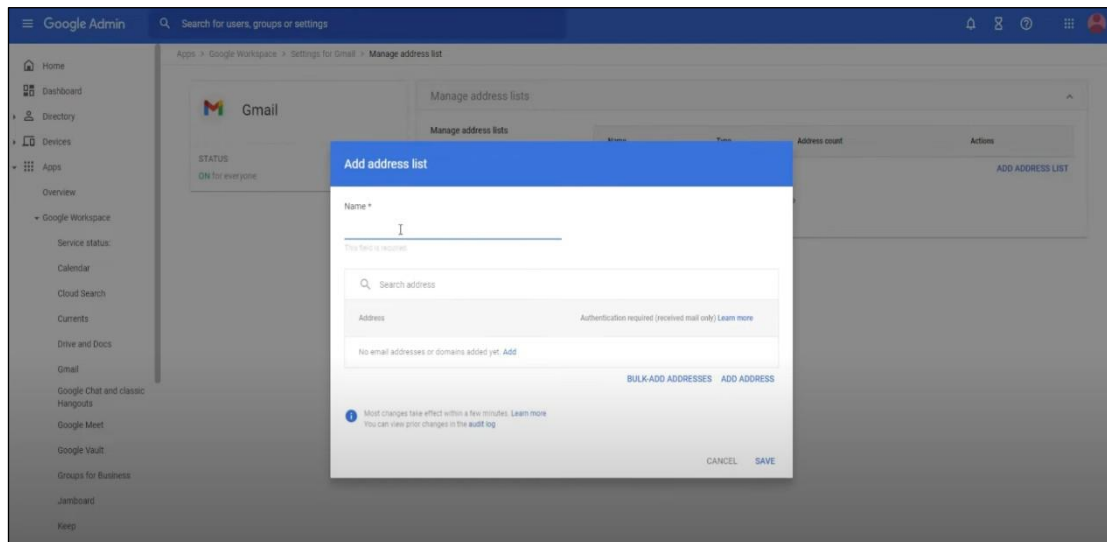 Google Admin
Search for users, groups or settings
Apps > Google Workspace > Settings for Gmail > Manage address list
Home
Dashboard
Directory
Devices
Apps
Overview
Google Workspace
Service status:
Calendar
Cloud Search
Currents
Drive and Docs
Gmail
Google Chat and classic
Hangouts
Google Meet
Google Vault
Groups for Business
Jamboard
Keep
Gmail
STATUS
ON for everyone
Manage address lists
Manage address lists
Name Type Address count Actions
ADD ADDRESS LIST
Add address list
Name *
This field is required
Search address
Address Authentication required (received mail only) Learn more
No email addresses or domains added yet. Add
BULK-ADD ADDRESSES ADD ADDRESS
Most changes take effect within a few minutes. Learn more
You can view prior changes in the audit log
CANCEL SAVE